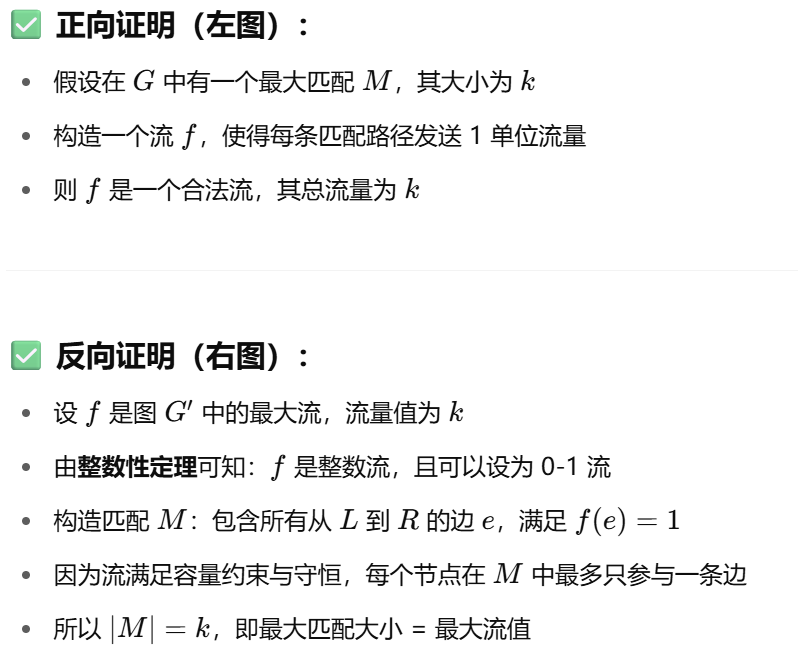 ✅ 正向证明（左图）：
• 假设在 G 中有一个最大匹配 M，其大小为 k
• 构造一个流 f，使得每条匹配路径发送 1 单位流量
• 则 f 是一个合法流，其总流量为 k
✅ 反向证明（右图）：
• 设 f 是图 G′ 中的最大流，流量值为 k
• 由整数性定理可知：f 是整数流，且可以设为 0-1 流
• 构造匹配 M：包含所有从 L 到 R 的边 e，满足 f(e) = 1
• 因为流满足容量约束与守恒，每个节点在 M 中最多只参与一条边
• 所以 |M| = k，即最大匹配大小 = 最大流值